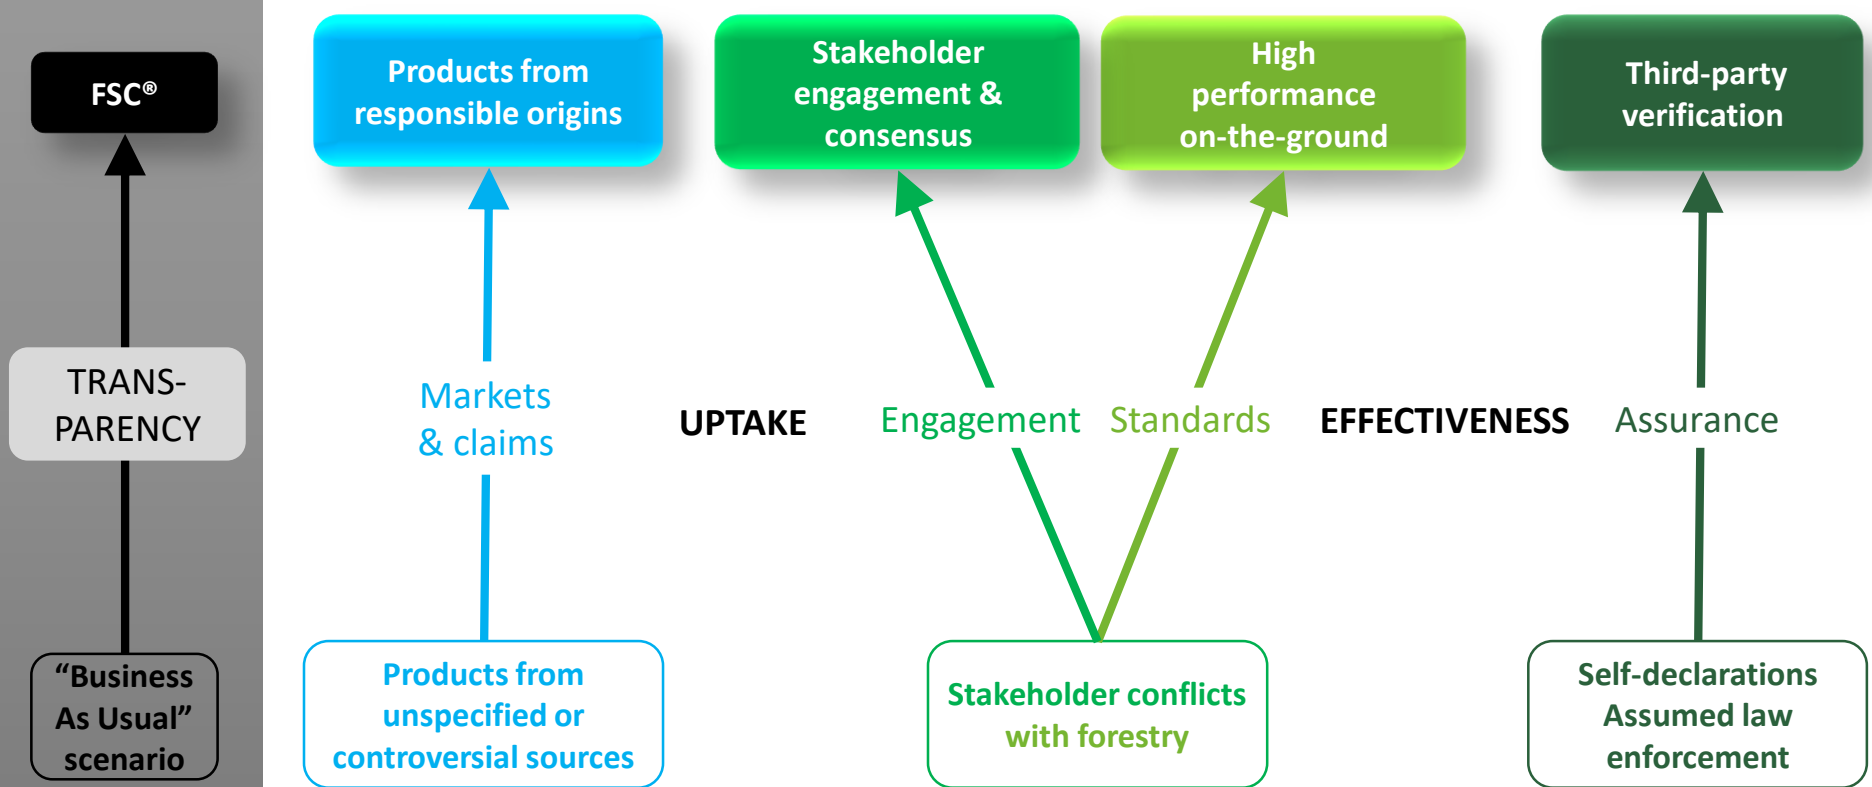 FSC®
Products from
responsible origins
Stakeholder
engagement &
consensus
High
performance
on-the-ground
Third-party
verification
TRANS-
PARENCY
Markets
& claims
UPTAKE
Engagement
Standards
EFFECTIVENESS
Assurance
“Business
As Usual”
scenario
Products from
unspecified or
controversial sources
Stakeholder conflicts
with forestry
Self-declarations
Assumed law
enforcement